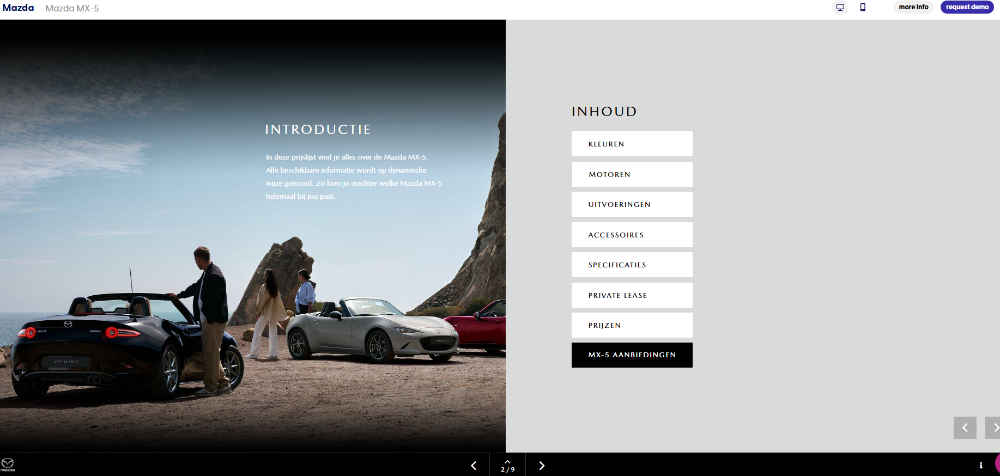 Mazda
Mazda MX-5
more info
request demo
INTRODUCTIE
In deze prijslijst vind je alles over de Mazda MX-5.
Alle beschikbare informatie wordt op dynamische
wijze getoond. Zo kom je erachter welke Mazda MX-5
helemaal bij jou past.
MAZDA MX-5
INHOUD
KLEUREN
MOTOREN
UITVOERINGEN
ACCESSOIRES
SPECIFICATIES
PRIVATE LEASE
PRIJZEN
MX-5 AANBIEDINGEN
mazda
2 / 9
i